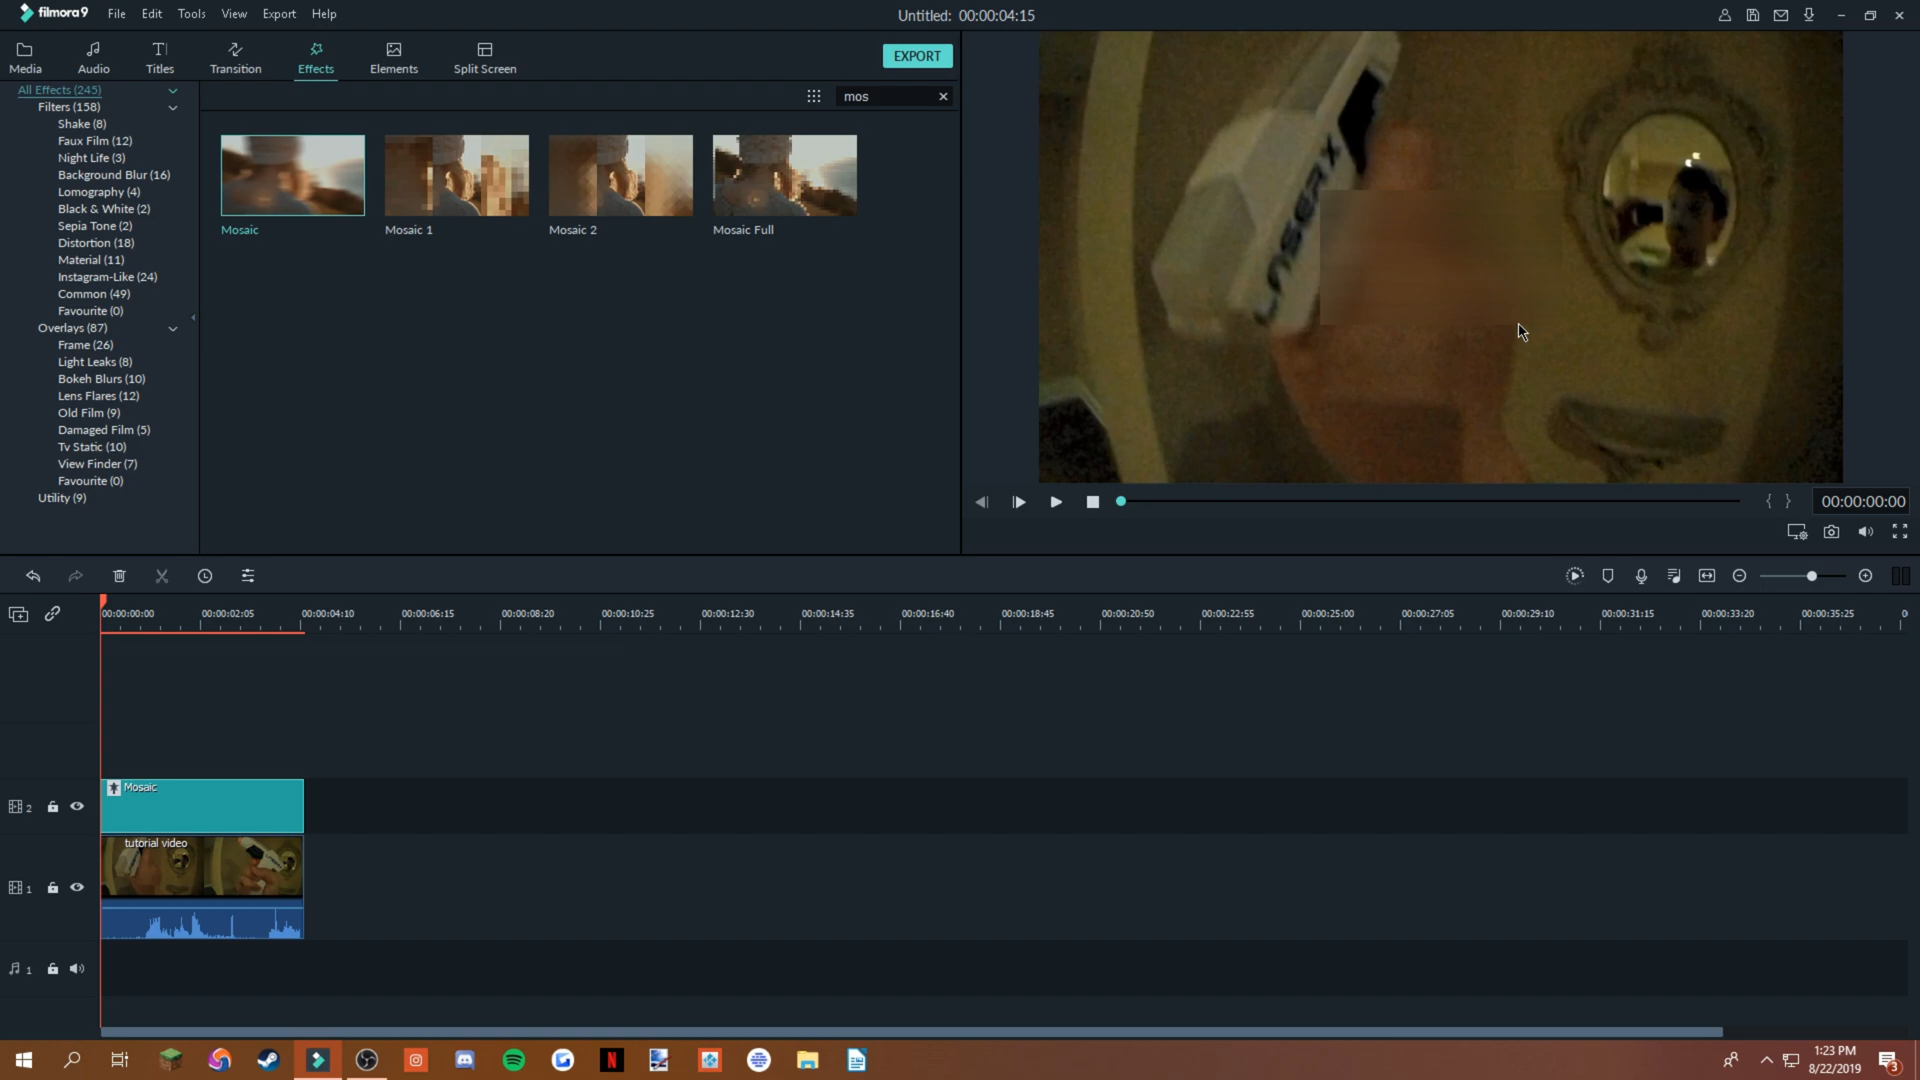 filmora9 File Edit Tools View Export Help Untitled: 00:00:04:15
Media Audio Titles Transition Effects Elements Split Screen EXPORT
mos
All Effects (245)
Filters (158)
Shake (8)
Faux Film (12)
Night Life (3)
Background Blur (16)
Lomography (4)
Black & White (2)
Sepia Tone (2)
Distortion (18)
Material (11)
Instagram-Like (24)
Common (49)
Favourite (0)
Overlays (87)
Frame (26)
Light Leaks (8)
Bokeh Blurs (10)
Lens Flares (12)
Old Film (9)
Damaged Film (5)
Tv Static (10)
View Finder (7)
Favourite (0)
Utility (9)
Mosaic Mosaic 1 Mosaic 2 Mosaic Full
{ } 00:00:00:00
00:00:00:00 00:00:02:05 00:00:04:10 00:00:06:15 00:00:08:20 00:00:10:25 00:00:12:30 00:00:14:35 00:00:16:40 00:00:18:45 00:00:20:50 00:00:22:55 00:00:25:00 00:00:27:05 00:00:29:10 00:00:31:15 00:00:33:20 00:00:35:25
Mosaic
2
tutorial video
1
1
1:23 PM
8/22/2019
3